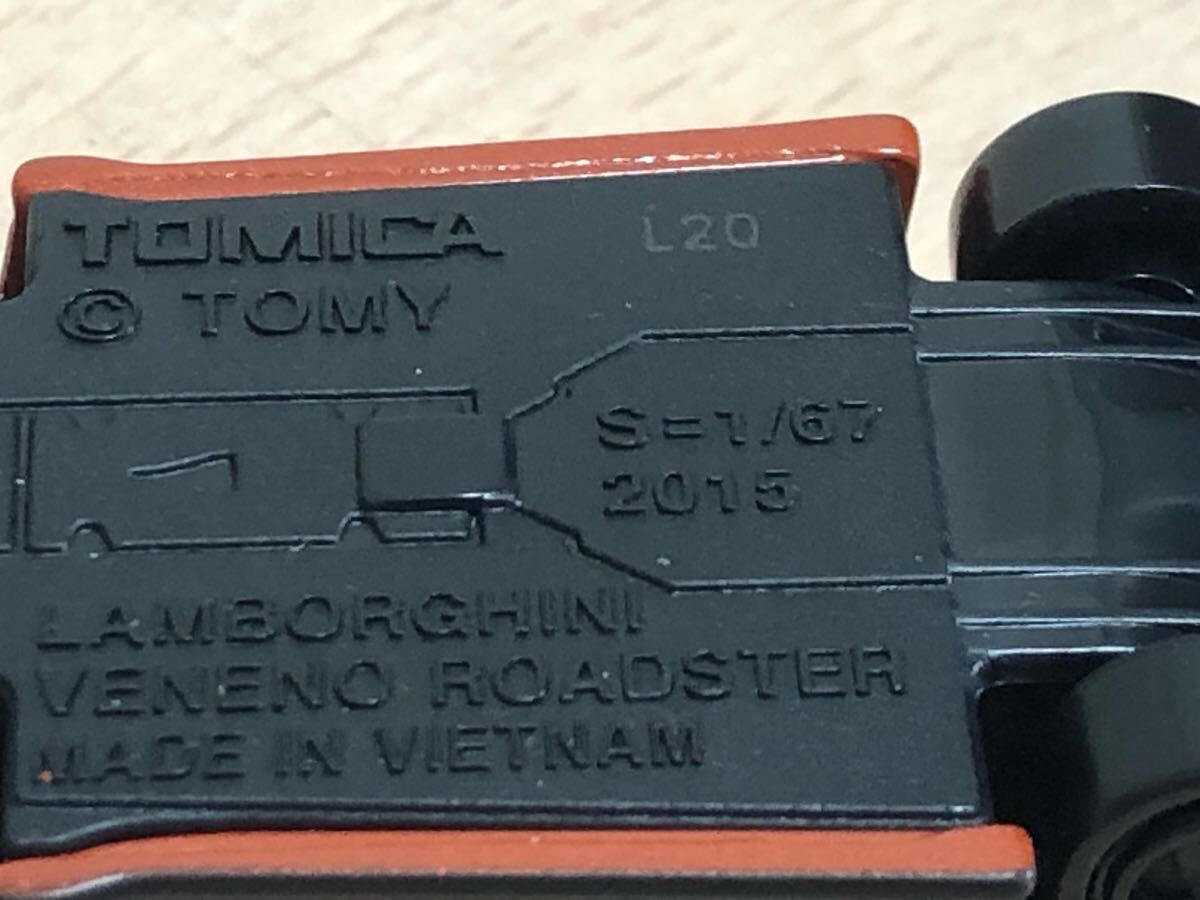 TOMICA
L20
© TOMY
S=1/67
2015
LAMBORGHINI
VENENO ROADSTER
MADE IN VIETNAM